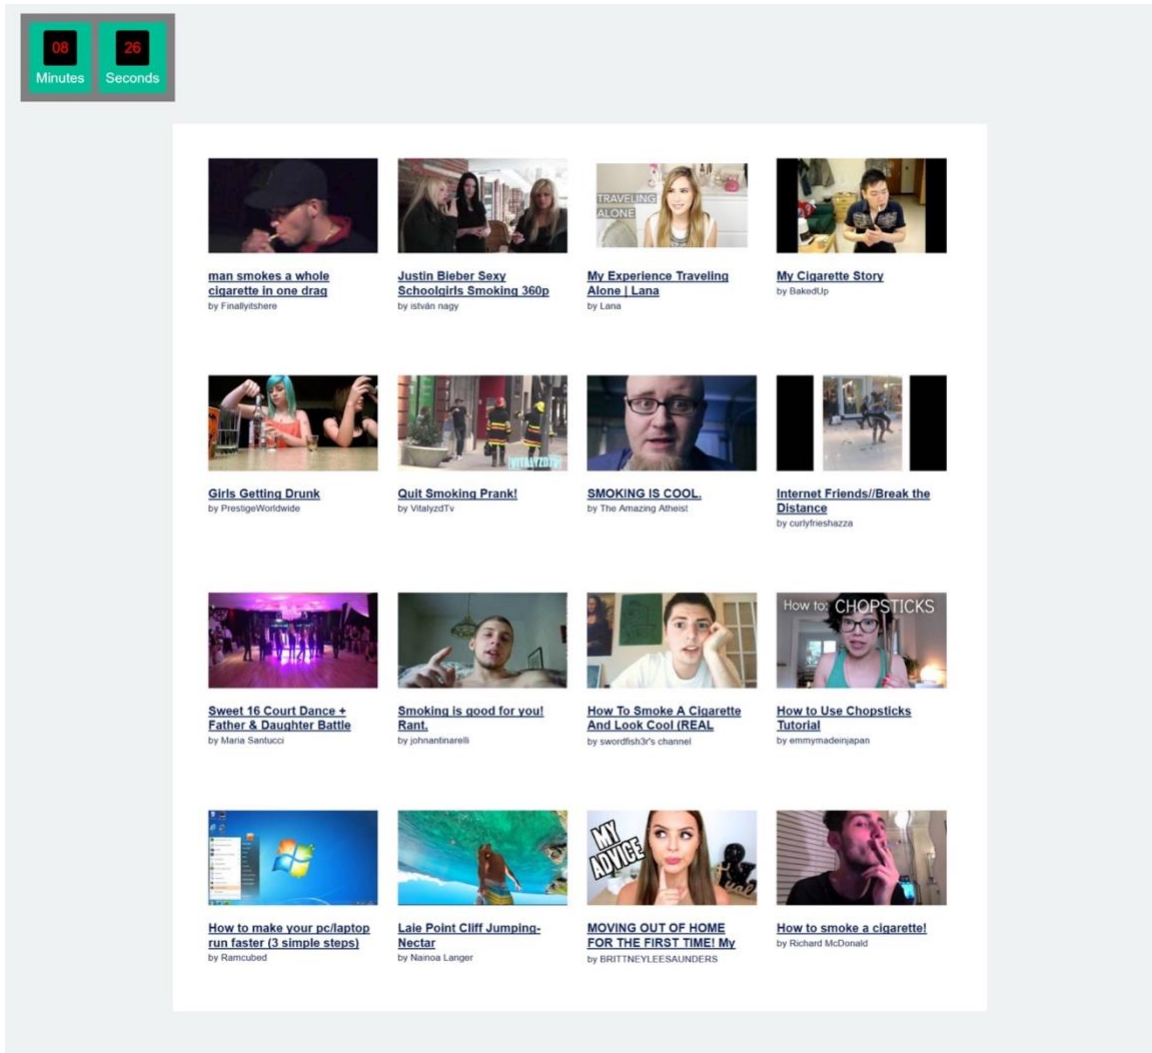 08
26
Minutes
Seconds
TRAVELING
ALONE
man smokes a whole
cigarette in one drag
by Finallyitshere
Justin Bieber Sexy
Schoolgirls Smoking 360p
by istván nagy
My Experience Traveling
Alone | Lana
by Lana
My Cigarette Story
by BakedUp
VITALYZDTV
Girls Getting Drunk
by PrestigeWorldwide
Quit Smoking Prank!
by VitalyzdTv
SMOKING IS COOL.
by The Amazing Atheist
Internet Friends//Break the
Distance
by curlyfrieshazza
How to: CHOPSTICKS
Sweet 16 Court Dance +
Father & Daughter Battle
by Maria Santucci
Smoking is good for you!
Rant.
by johnantinarelli
How To Smoke A Cigarette
And Look Cool (REAL
by swordfish3r's channel
How to Use Chopsticks
Tutorial
by emmymadeinjapan
MY
ADVICE
How to make your pc/laptop
run faster (3 simple steps)
by Ramcubed
Laie Point Cliff Jumping-
Nectar
by Nainoa Langer
MOVING OUT OF HOME
FOR THE FIRST TIME! My
by BRITTNEYLEESAUNDERS
How to smoke a cigarette!
by Richard McDonald